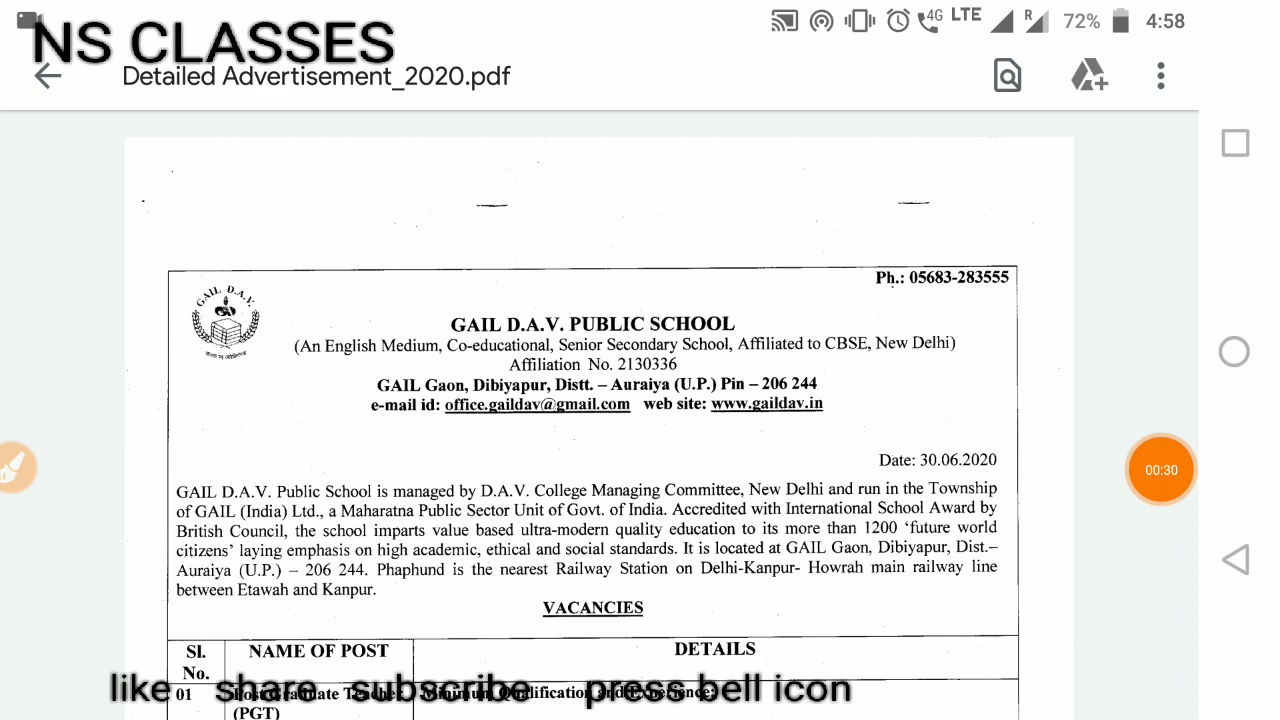 NS CLASSES
4G LTE R 72% 4:58
Detailed Advertisement_2020.pdf
Ph.: 05683-283555
GAIL D.A.V.
GAIL D.A.V. PUBLIC SCHOOL
(An English Medium, Co-educational, Senior Secondary School, Affiliated to CBSE, New Delhi)
Affiliation No. 2130336
GAIL Gaon, Dibiyapur, Distt. – Auraiya (U.P.) Pin – 206 244
e-mail id: office.gaildav@gmail.com web site: www.gaildav.in
Date: 30.06.2020
00:30
GAIL D.A.V. Public School is managed by D.A.V. College Managing Committee, New Delhi and run in the Township
of GAIL (India) Ltd., a Maharatna Public Sector Unit of Govt. of India. Accredited with International School Award by
British Council, the school imparts value based ultra-modern quality education to its more than 1200 ‘future world
citizens’ laying emphasis on high academic, ethical and social standards. It is located at GAIL Gaon, Dibiyapur, Dist.–
Auraiya (U.P.) – 206 244. Phaphund is the nearest Railway Station on Delhi-Kanpur- Howrah main railway line
between Etawah and Kanpur.
VACANCIES
Sl. No. NAME OF POST DETAILS
01 Post Graduate Teacher (PGT) Minimum Qualification and Experience:
like share subscribe press bell icon